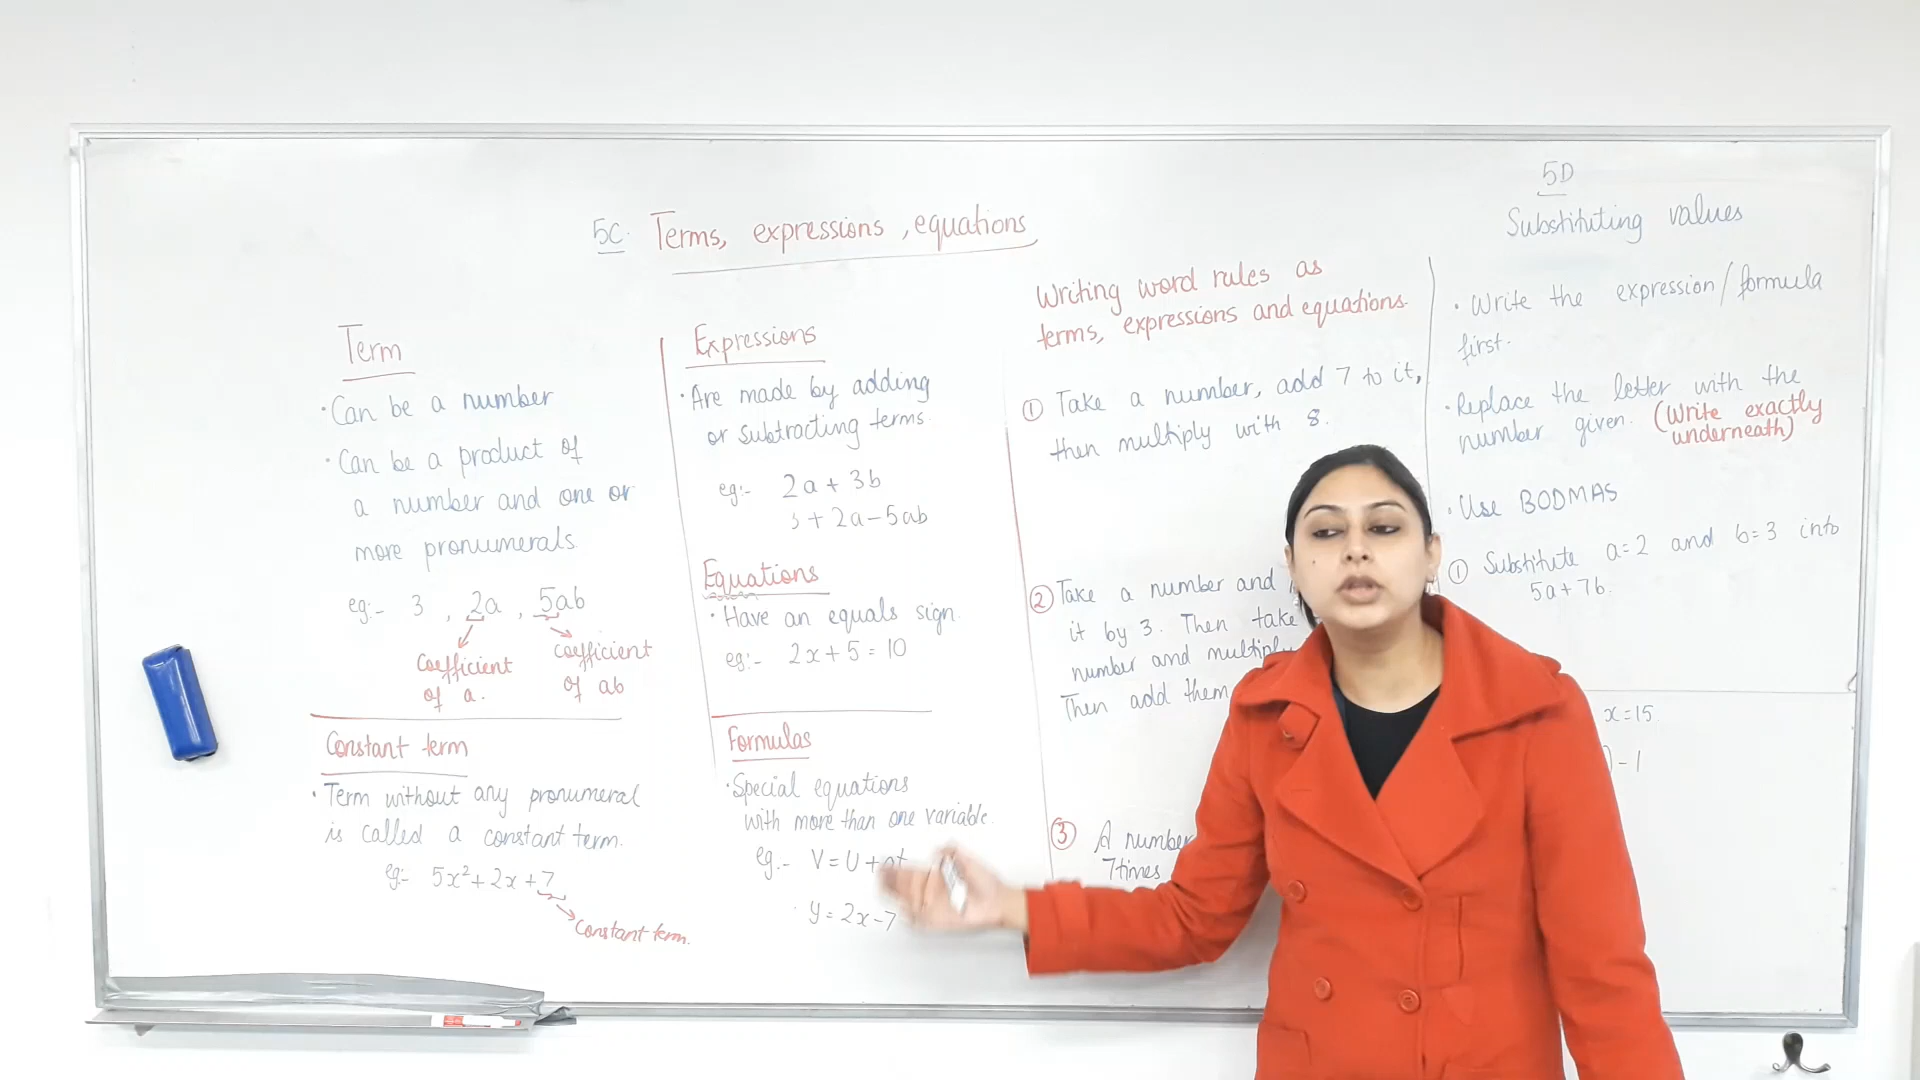 5C. Terms, expressions, equations
Term
• Can be a number
• Can be a product of
a number and one or
more pronumerals.
eg:- 3 , 2a , 5ab
Coefficient
of a.
coefficient
of ab
Constant term
• Term without any pronumeral
is called a constant term.
eg:- 5x² + 2x + 7
Constant term.
Expressions
• Are made by adding
or subtracting terms.
eg:- 2a + 3b
3 + 2a - 5ab
Equations
• Have an equals sign.
eg:- 2x + 5 = 10
Formulas
• Special equations
with more than one variable.
eg.- V = U + at
• y = 2x - 7
Writing word rules as
terms, expressions and equations.
① Take a number, add 7 to it,
then multiply with 8.
② Take a number and
it by 3. Then take
number and multiply
Then add them
③ A number
7 times
5D
Substituting values
• Write the expression/formula
first.
• Replace the letter with the
number given. (Write exactly
underneath)
• Use BODMAS
① Substitute a=2 and b=3 into
5a+7b.
x=15.
) - 1